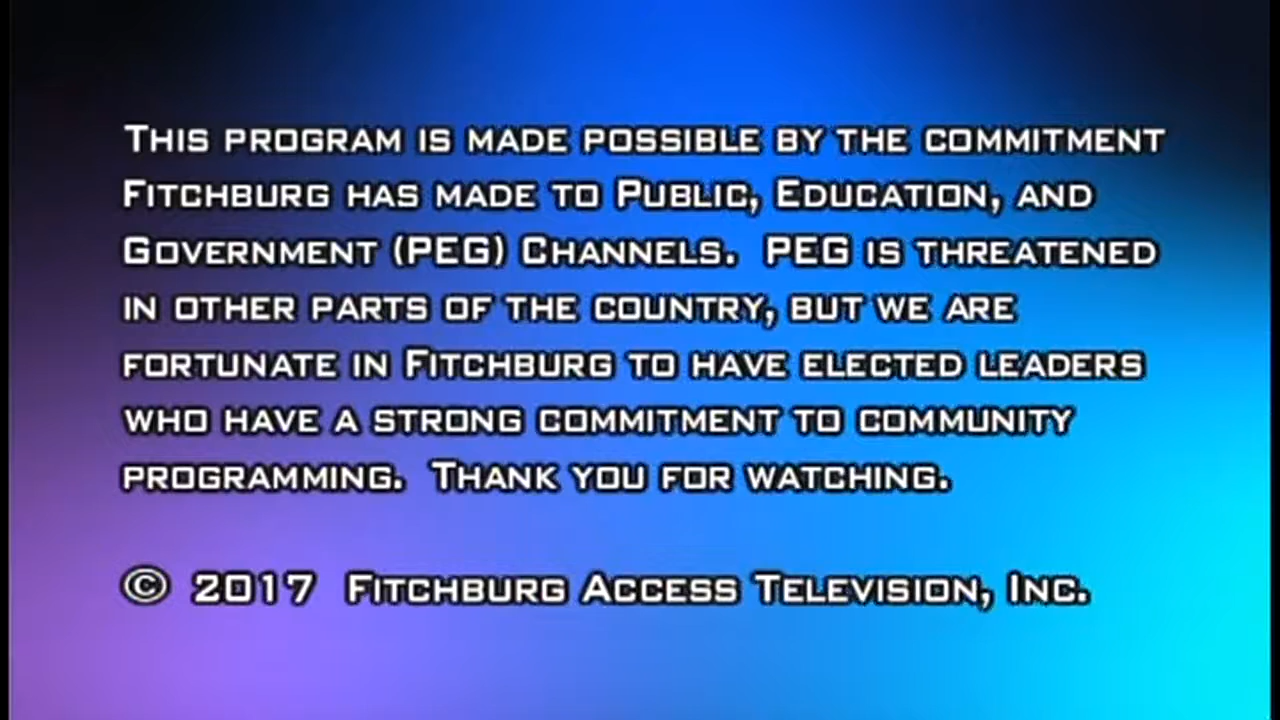 This program is made possible by the commitment
Fitchburg has made to Public, Education, and
Government (PEG) Channels.  PEG is threatened
in other parts of the country, but we are
fortunate in Fitchburg to have elected leaders
who have a strong commitment to community
programming.  Thank you for watching.
© 2017  Fitchburg Access Television, Inc.